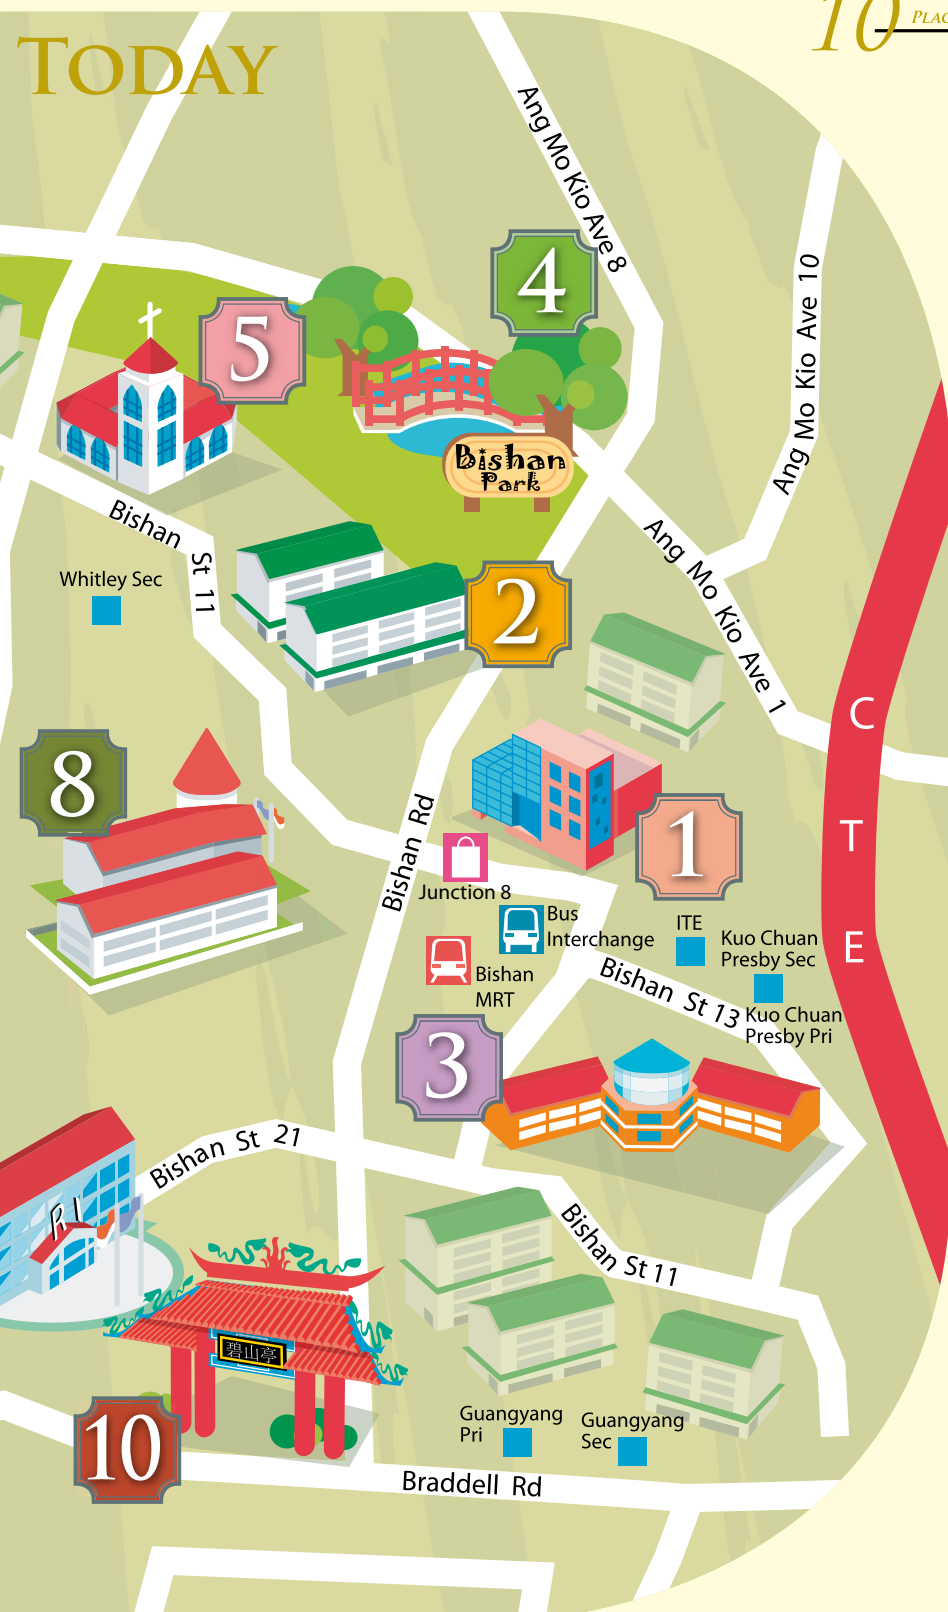 TODAY
10
Ang Mo Kio Ave 8
4
Ang Mo Kio Ave 10
5
Bishan
Park
Bishan St 11
Ang Mo Kio Ave 1
Whitley Sec
2
C
T
E
8
1
Bishan Rd
Junction 8
Bus
Interchange
ITE
Kuo Chuan
Presby Sec
Bishan
MRT
Bishan St 13
Kuo Chuan
Presby Pri
3
Bishan St 21
RI
Bishan St 11
碧山亭
Guangyang
Pri
Guangyang
Sec
10
Braddell Rd